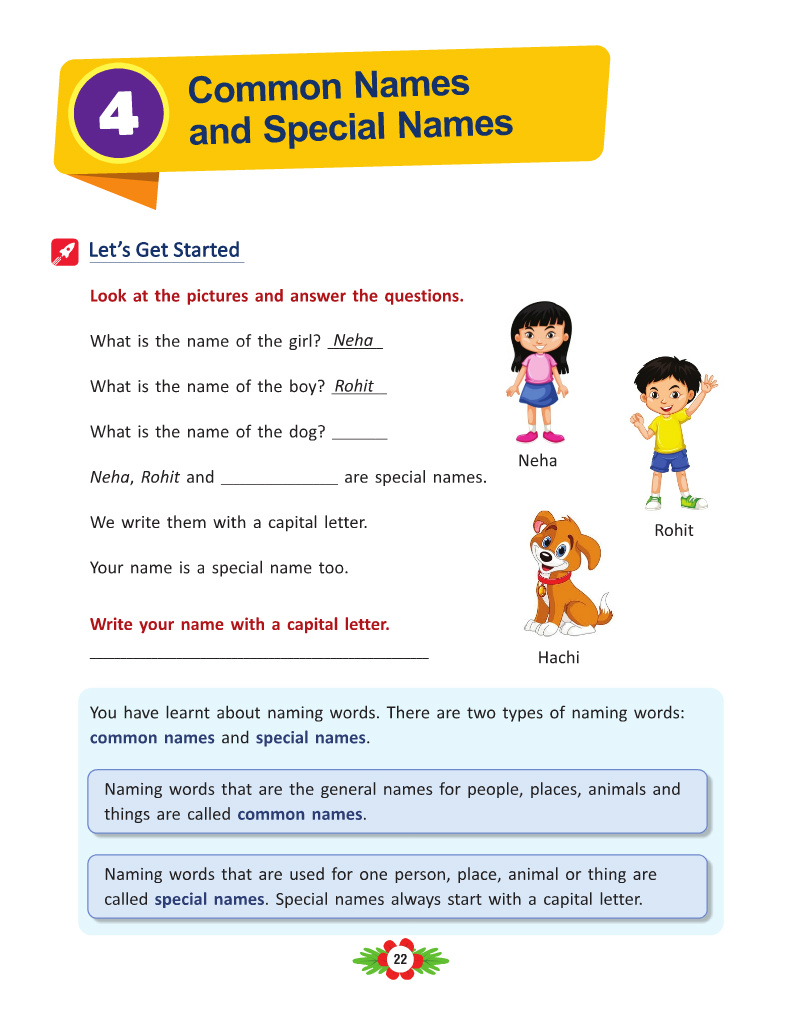 4
Common Names
and Special Names
Let's Get Started
Look at the pictures and answer the questions.
What is the name of the girl? Neha
What is the name of the boy? Rohit
What is the name of the dog? ______
Neha, Rohit and _____________ are special names.
We write them with a capital letter.
Your name is a special name too.
Write your name with a capital letter.
Neha
Rohit
Hachi
You have learnt about naming words. There are two types of naming words:
common names and special names.
Naming words that are the general names for people, places, animals and
things are called common names.
Naming words that are used for one person, place, animal or thing are
called special names. Special names always start with a capital letter.
22